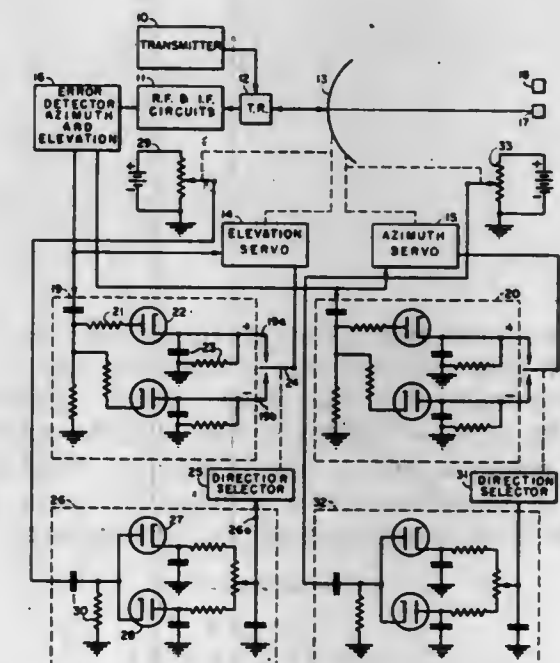 10
TRANSMITTER
16
ERROR
DETECTOR
AZIMUTH
AND
ELEVATION
11
R.F. & I.F.
CIRCUITS
12
T.R.
13
18
17
29
+
-
33
+
-
14
ELEVATION
SERVO
15
AZIMUTH
SERVO
19
21
22
+
19a
23
24
-
19b
20
+
-
25
DIRECTION
SELECTOR
31
DIRECTION
SELECTOR
26
26a
27
30
28
32